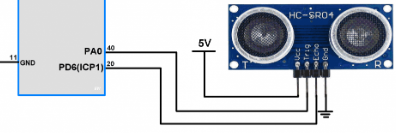 HC-SR04
5V
PA0 40
11 GND
PD6(ICP1) 20
Vcc
Trig
Echo
Gnd
T
R